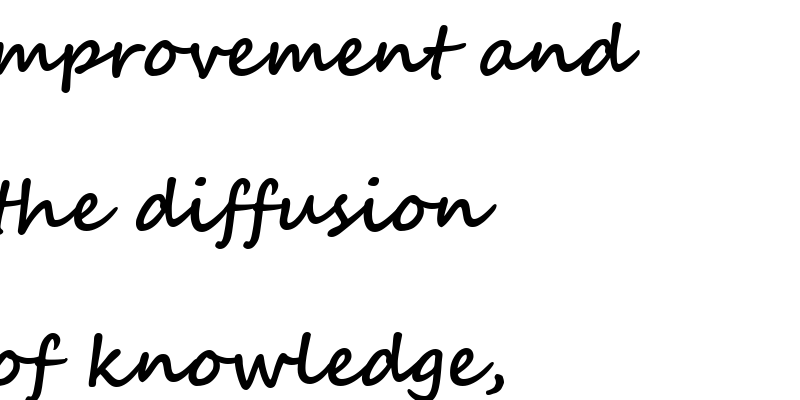 mprovement and
the diffusion
of knowledge,